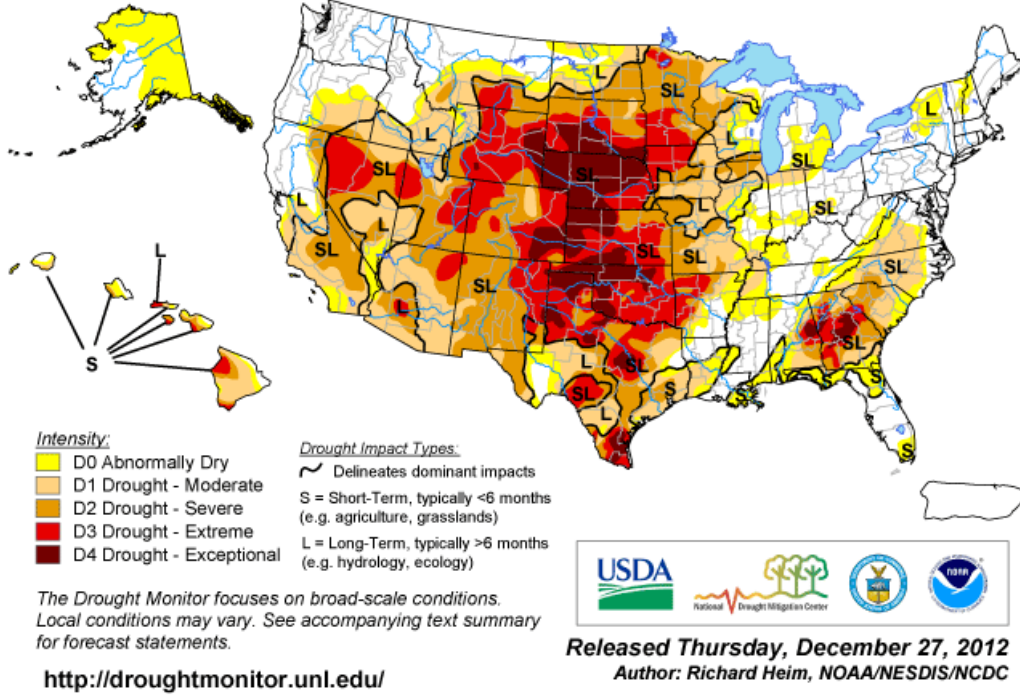 L
SL
L
L
SL
SL
L
SL
L
SL
L
SL
L
SL
SL
SL
SL
SL
L
SL
SL
L
SL
S
L
S
S
S
L
S
Intensity:
D0 Abnormally Dry
D1 Drought - Moderate
D2 Drought - Severe
D3 Drought - Extreme
D4 Drought - Exceptional
Drought Impact Types:
Delineates dominant impacts
S = Short-Term, typically <6 months
(e.g. agriculture, grasslands)
L = Long-Term, typically >6 months
(e.g. hydrology, ecology)
The Drought Monitor focuses on broad-scale conditions.
Local conditions may vary. See accompanying text summary
for forecast statements.
http://droughtmonitor.unl.edu/
USDA
National Drought Mitigation Center
noaa
Released Thursday, December 27, 2012
Author: Richard Heim, NOAA/NESDIS/NCDC